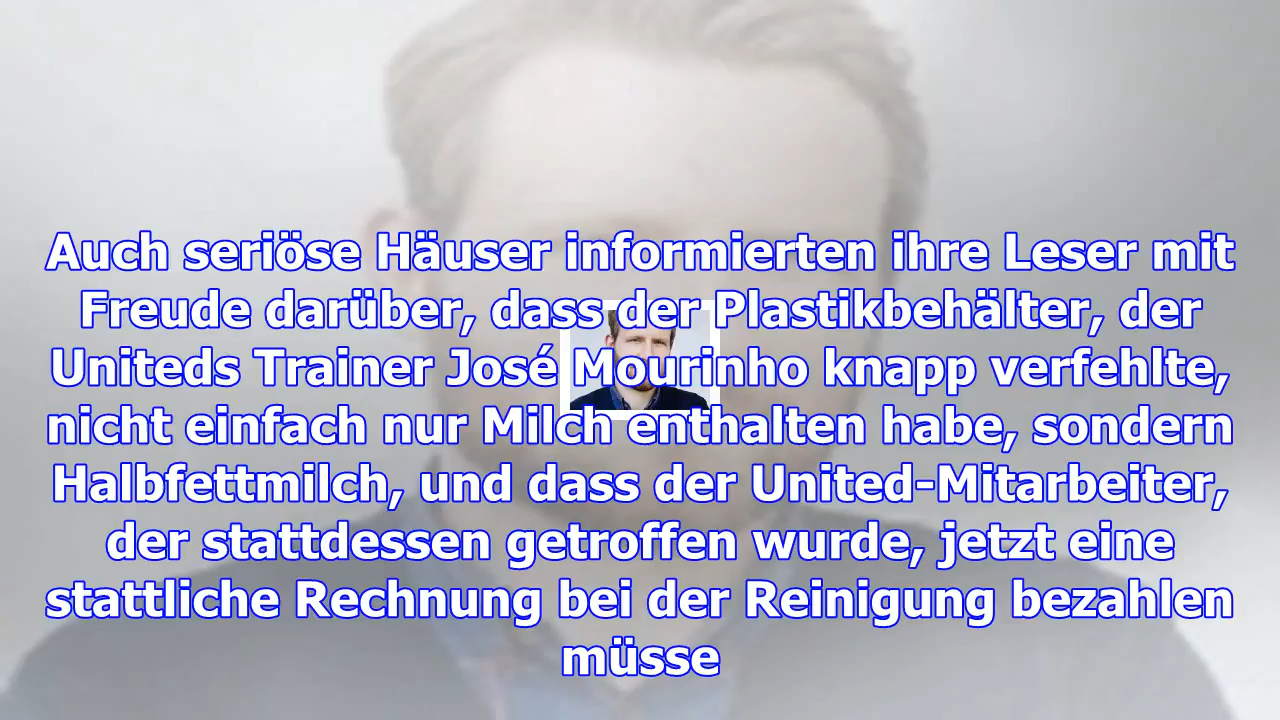 Auch seriöse Häuser informierten ihre Leser mit
Freude darüber, dass der Plastikbehälter, der
Uniteds Trainer José Mourinho knapp verfehlte,
nicht einfach nur Milch enthalten habe, sondern
Halbfettmilch, und dass der United-Mitarbeiter,
der stattdessen getroffen wurde, jetzt eine
stattliche Rechnung bei der Reinigung bezahlen
müsse